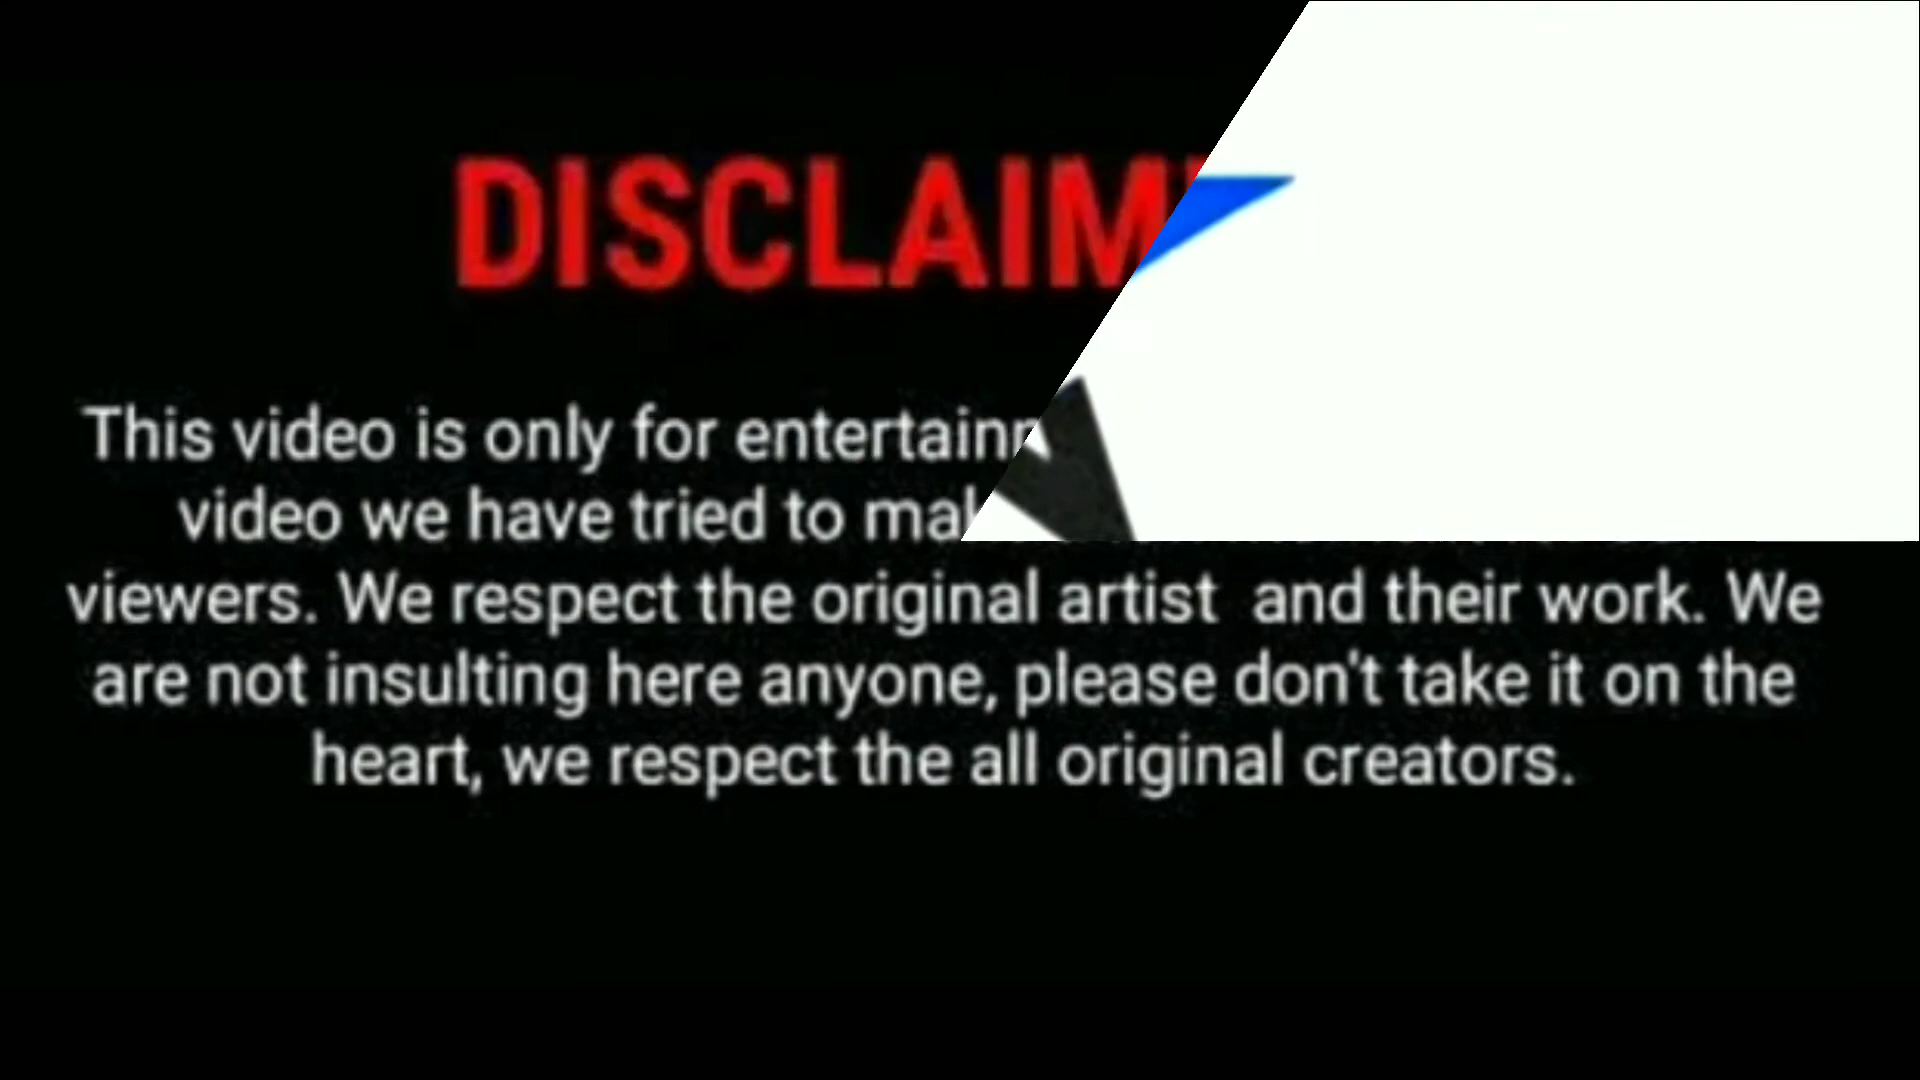 DISCLAIM
This video is only for
video we have tried to
viewers. We respect the original artist and their work. We
are not insulting here anyone, please don't take it on the
heart, we respect the all original creators.